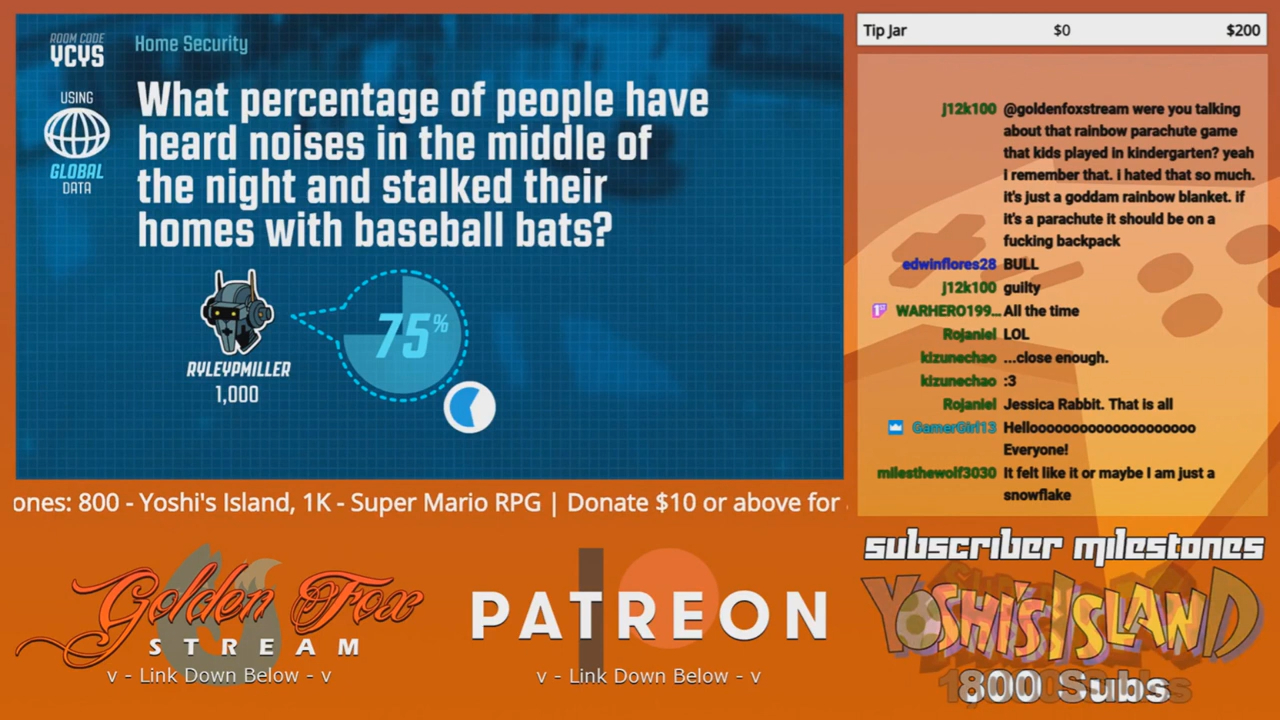 ROOM CODE
YCYS
Home Security
USING
GLOBAL
DATA
What percentage of people have
heard noises in the middle of
the night and stalked their
homes with baseball bats?
75%
RYLEYPMILLER
1,000
Tip Jar $0 $200
j12k100 @goldenfoxstream were you talking
about that rainbow parachute game
that kids played in kindergarten? yeah
i remember that. i hated that so much.
it's just a goddam rainbow blanket. if
it's a parachute it should be on a
fucking backpack
edwinflores28 BULL
j12k100 guilty
WARHERO199... All the time
Rojaniel LOL
kizunechao ...close enough.
kizunechao :3
Rojaniel Jessica Rabbit. That is all
GamerGirl13 Helloooooooooooooooooooo
Everyone!
milesthewolf3030 It felt like it or maybe I am just a
snowflake
ones: 800 - Yoshi's Island, 1K - Super Mario RPG | Donate $10 or above for
Golden Fox
STREAM
v - Link Down Below - v
PATREON
v - Link Down Below - v
SUBSCRIBER MILESTONES
YOSHI'S ISLAND
800 Subs